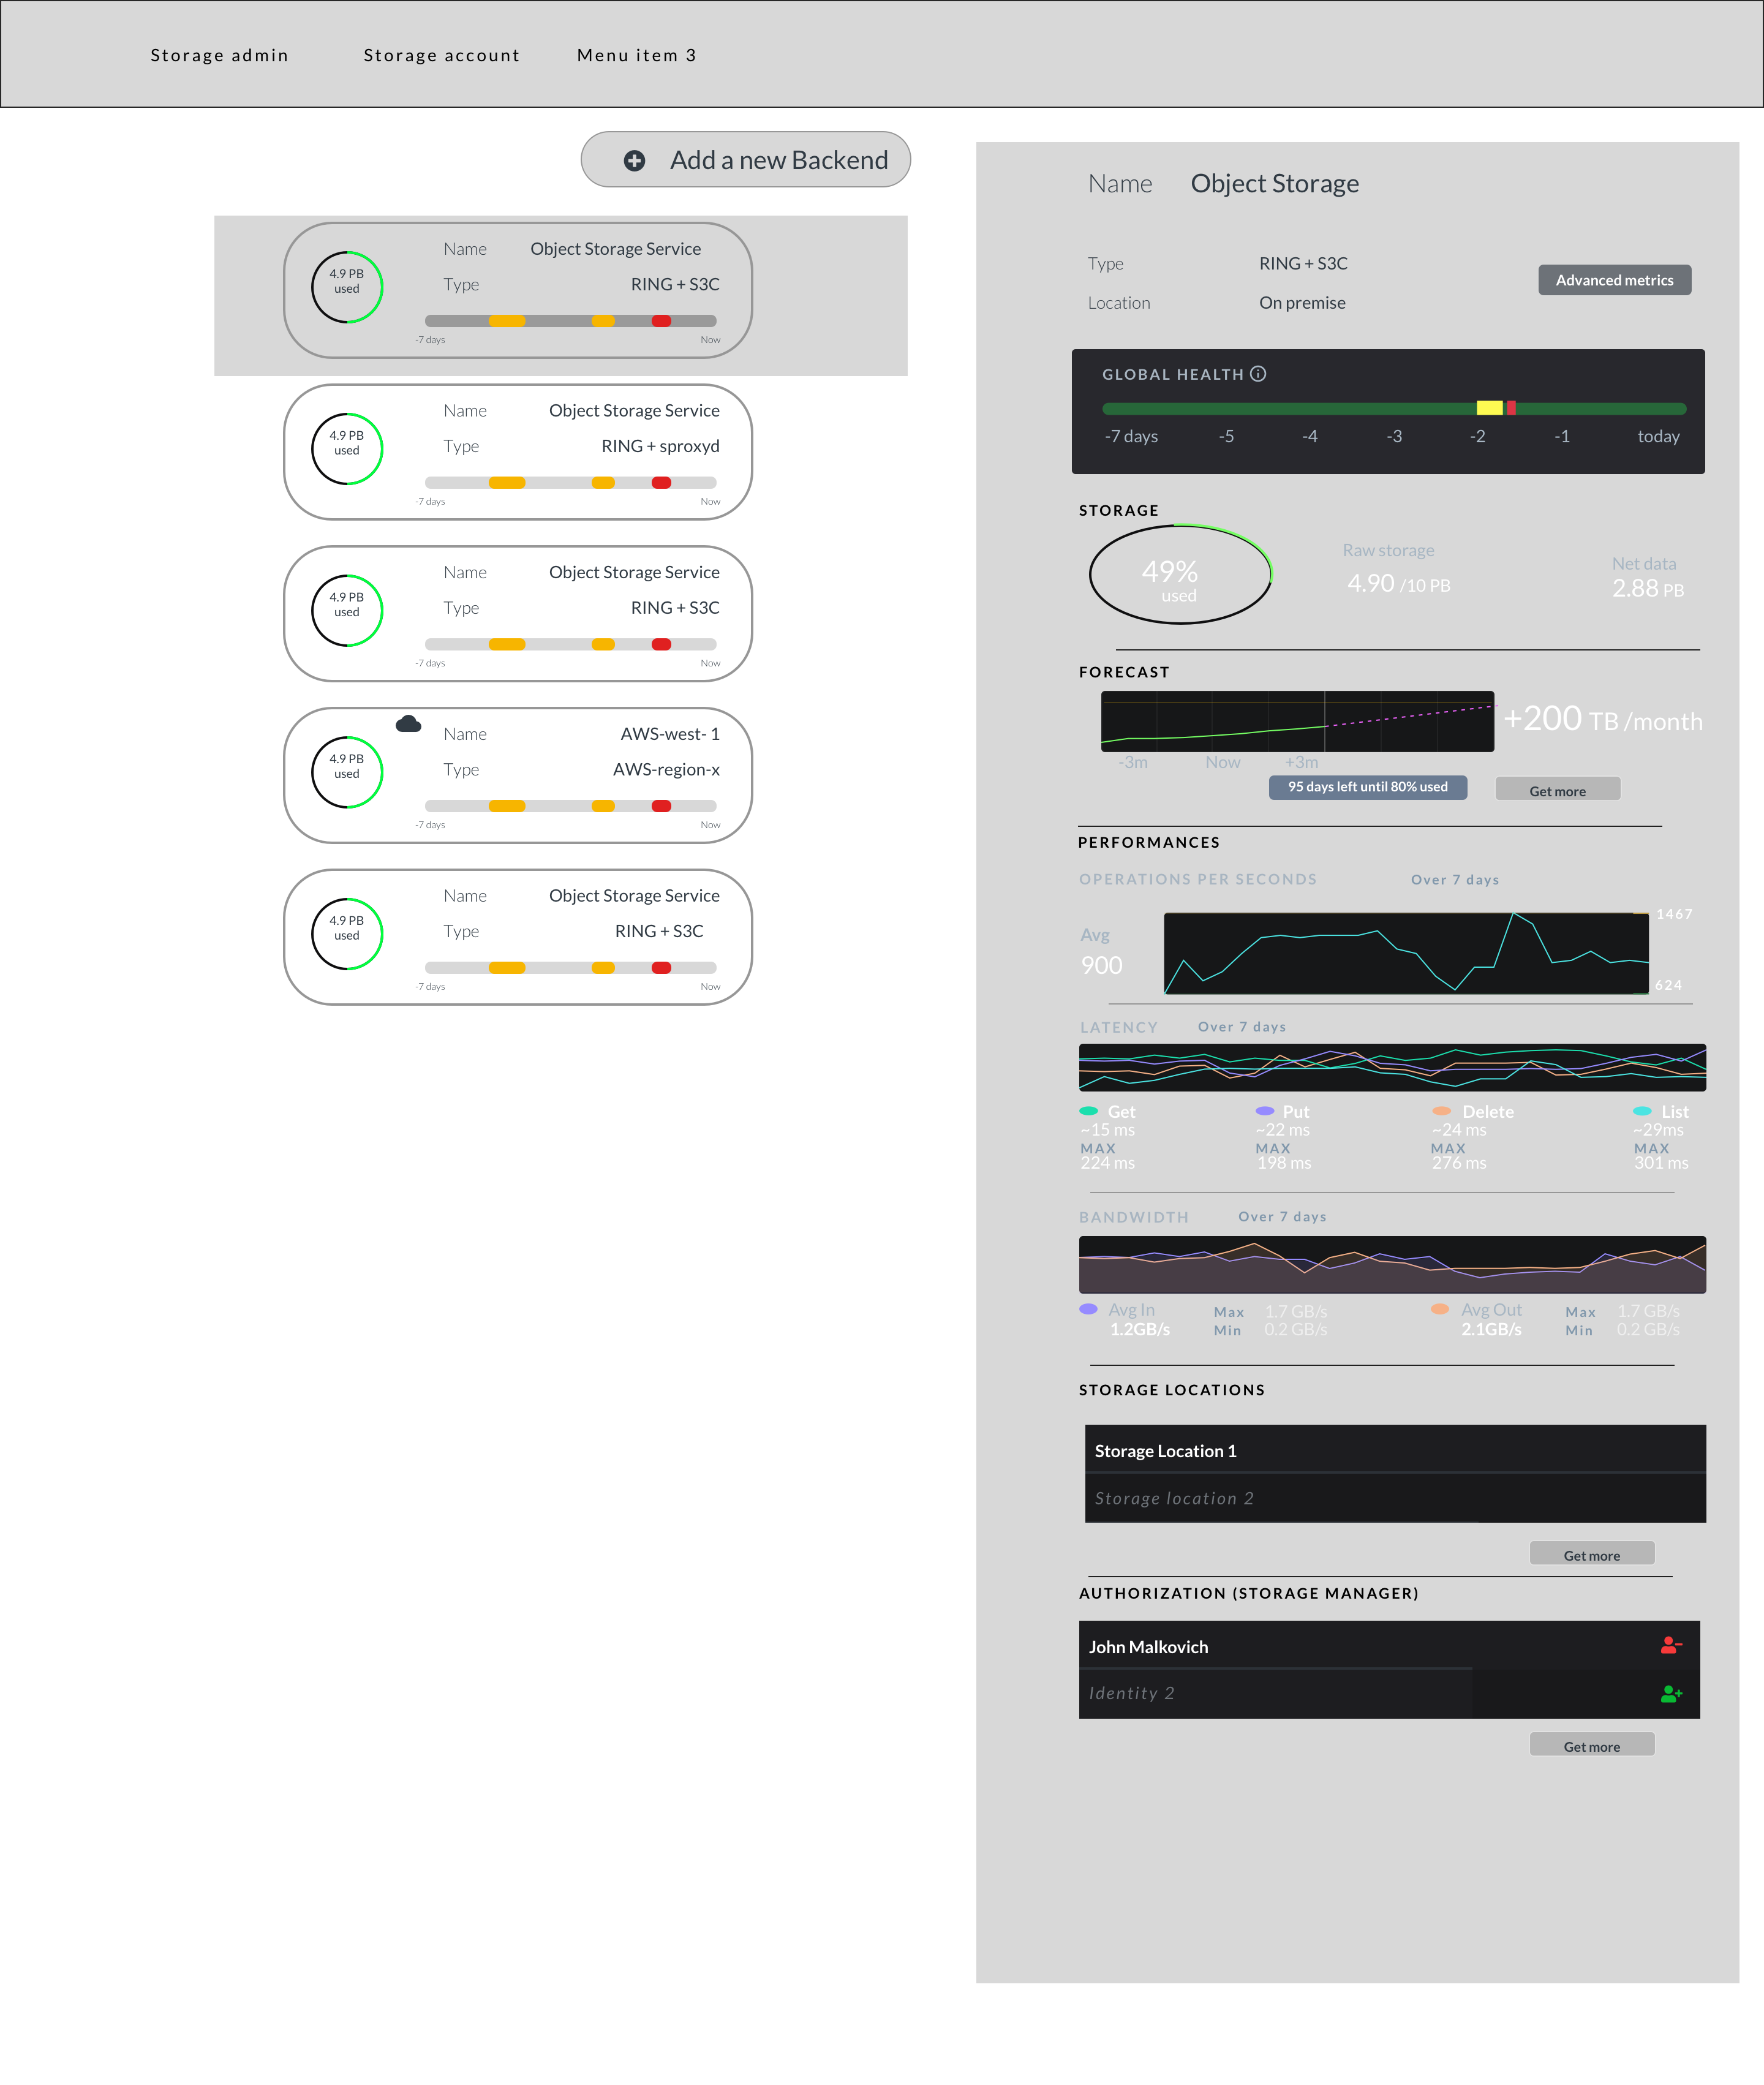 Storage admin Storage account Menu item 3
Add a new Backend
4.9 PB
used
Name Object Storage Service
Type RING + S3C
-7 days Now
4.9 PB
used
Name Object Storage Service
Type RING + sproxyd
-7 days Now
4.9 PB
used
Name Object Storage Service
Type RING + S3C
-7 days Now
4.9 PB
used
Name AWS-west- 1
Type AWS-region-x
-7 days Now
4.9 PB
used
Name Object Storage Service
Type RING + S3C
-7 days Now
Name Object Storage
Type RING + S3C
Advanced metrics
Location On premise
GLOBAL HEALTH
-7 days -5 -4 -3 -2 -1 today
STORAGE
49%
used
Raw storage
4.90 /10 PB
Net data
2.88 PB
FORECAST
+200 TB /month
-3m Now +3m
95 days left until 80% used Get more
PERFORMANCES
OPERATIONS PER SECONDS Over 7 days
1467
Avg
900
624
LATENCY Over 7 days
Get Put Delete List
~15 ms ~22 ms ~24 ms ~29ms
MAX MAX MAX MAX
224 ms 198 ms 276 ms 301 ms
BANDWIDTH Over 7 days
Avg In Max 1.7 GB/s Avg Out Max 1.7 GB/s
1.2GB/s Min 0.2 GB/s 2.1GB/s Min 0.2 GB/s
STORAGE LOCATIONS
Storage Location 1
Storage location 2
Get more
AUTHORIZATION (STORAGE MANAGER)
John Malkovich
Identity 2
Get more